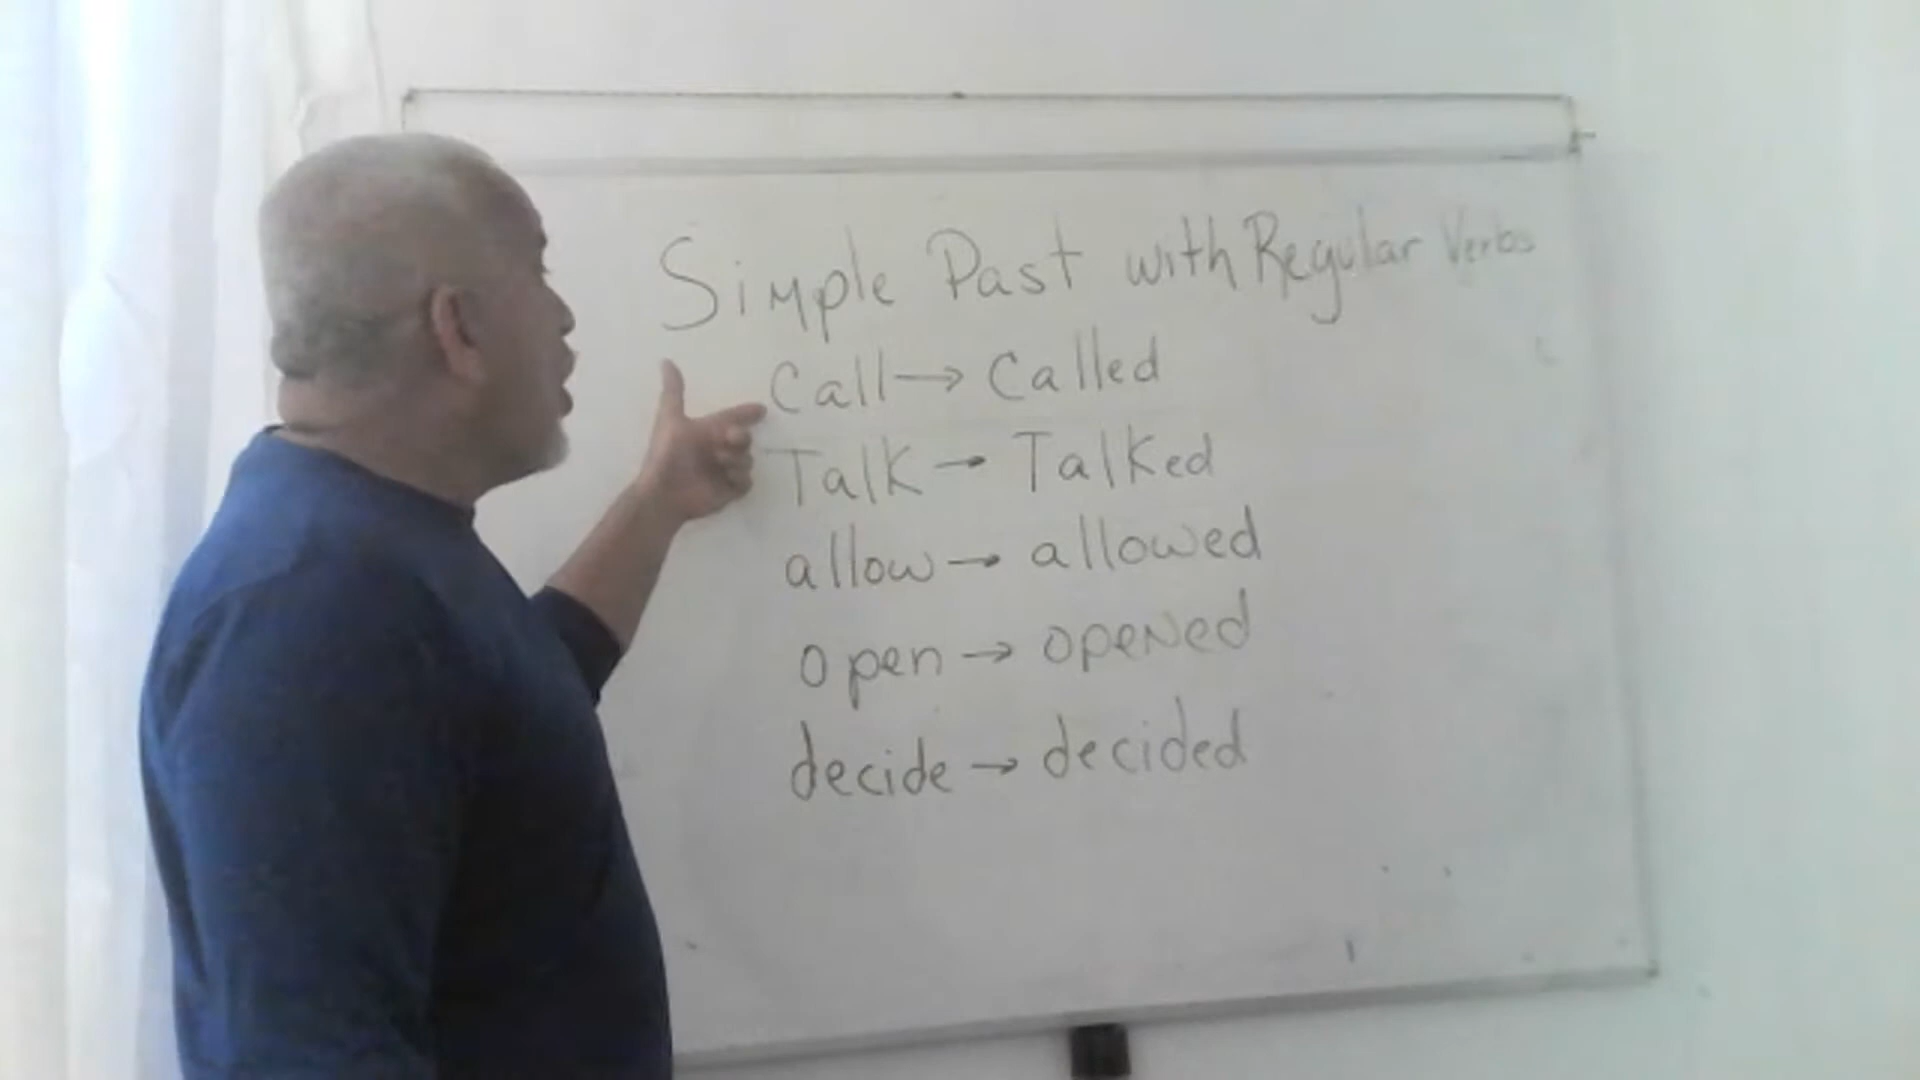 Simple Past with Regular Verbs
Call → Called
Talk → Talked
allow → allowed
open → opened
decide → decided